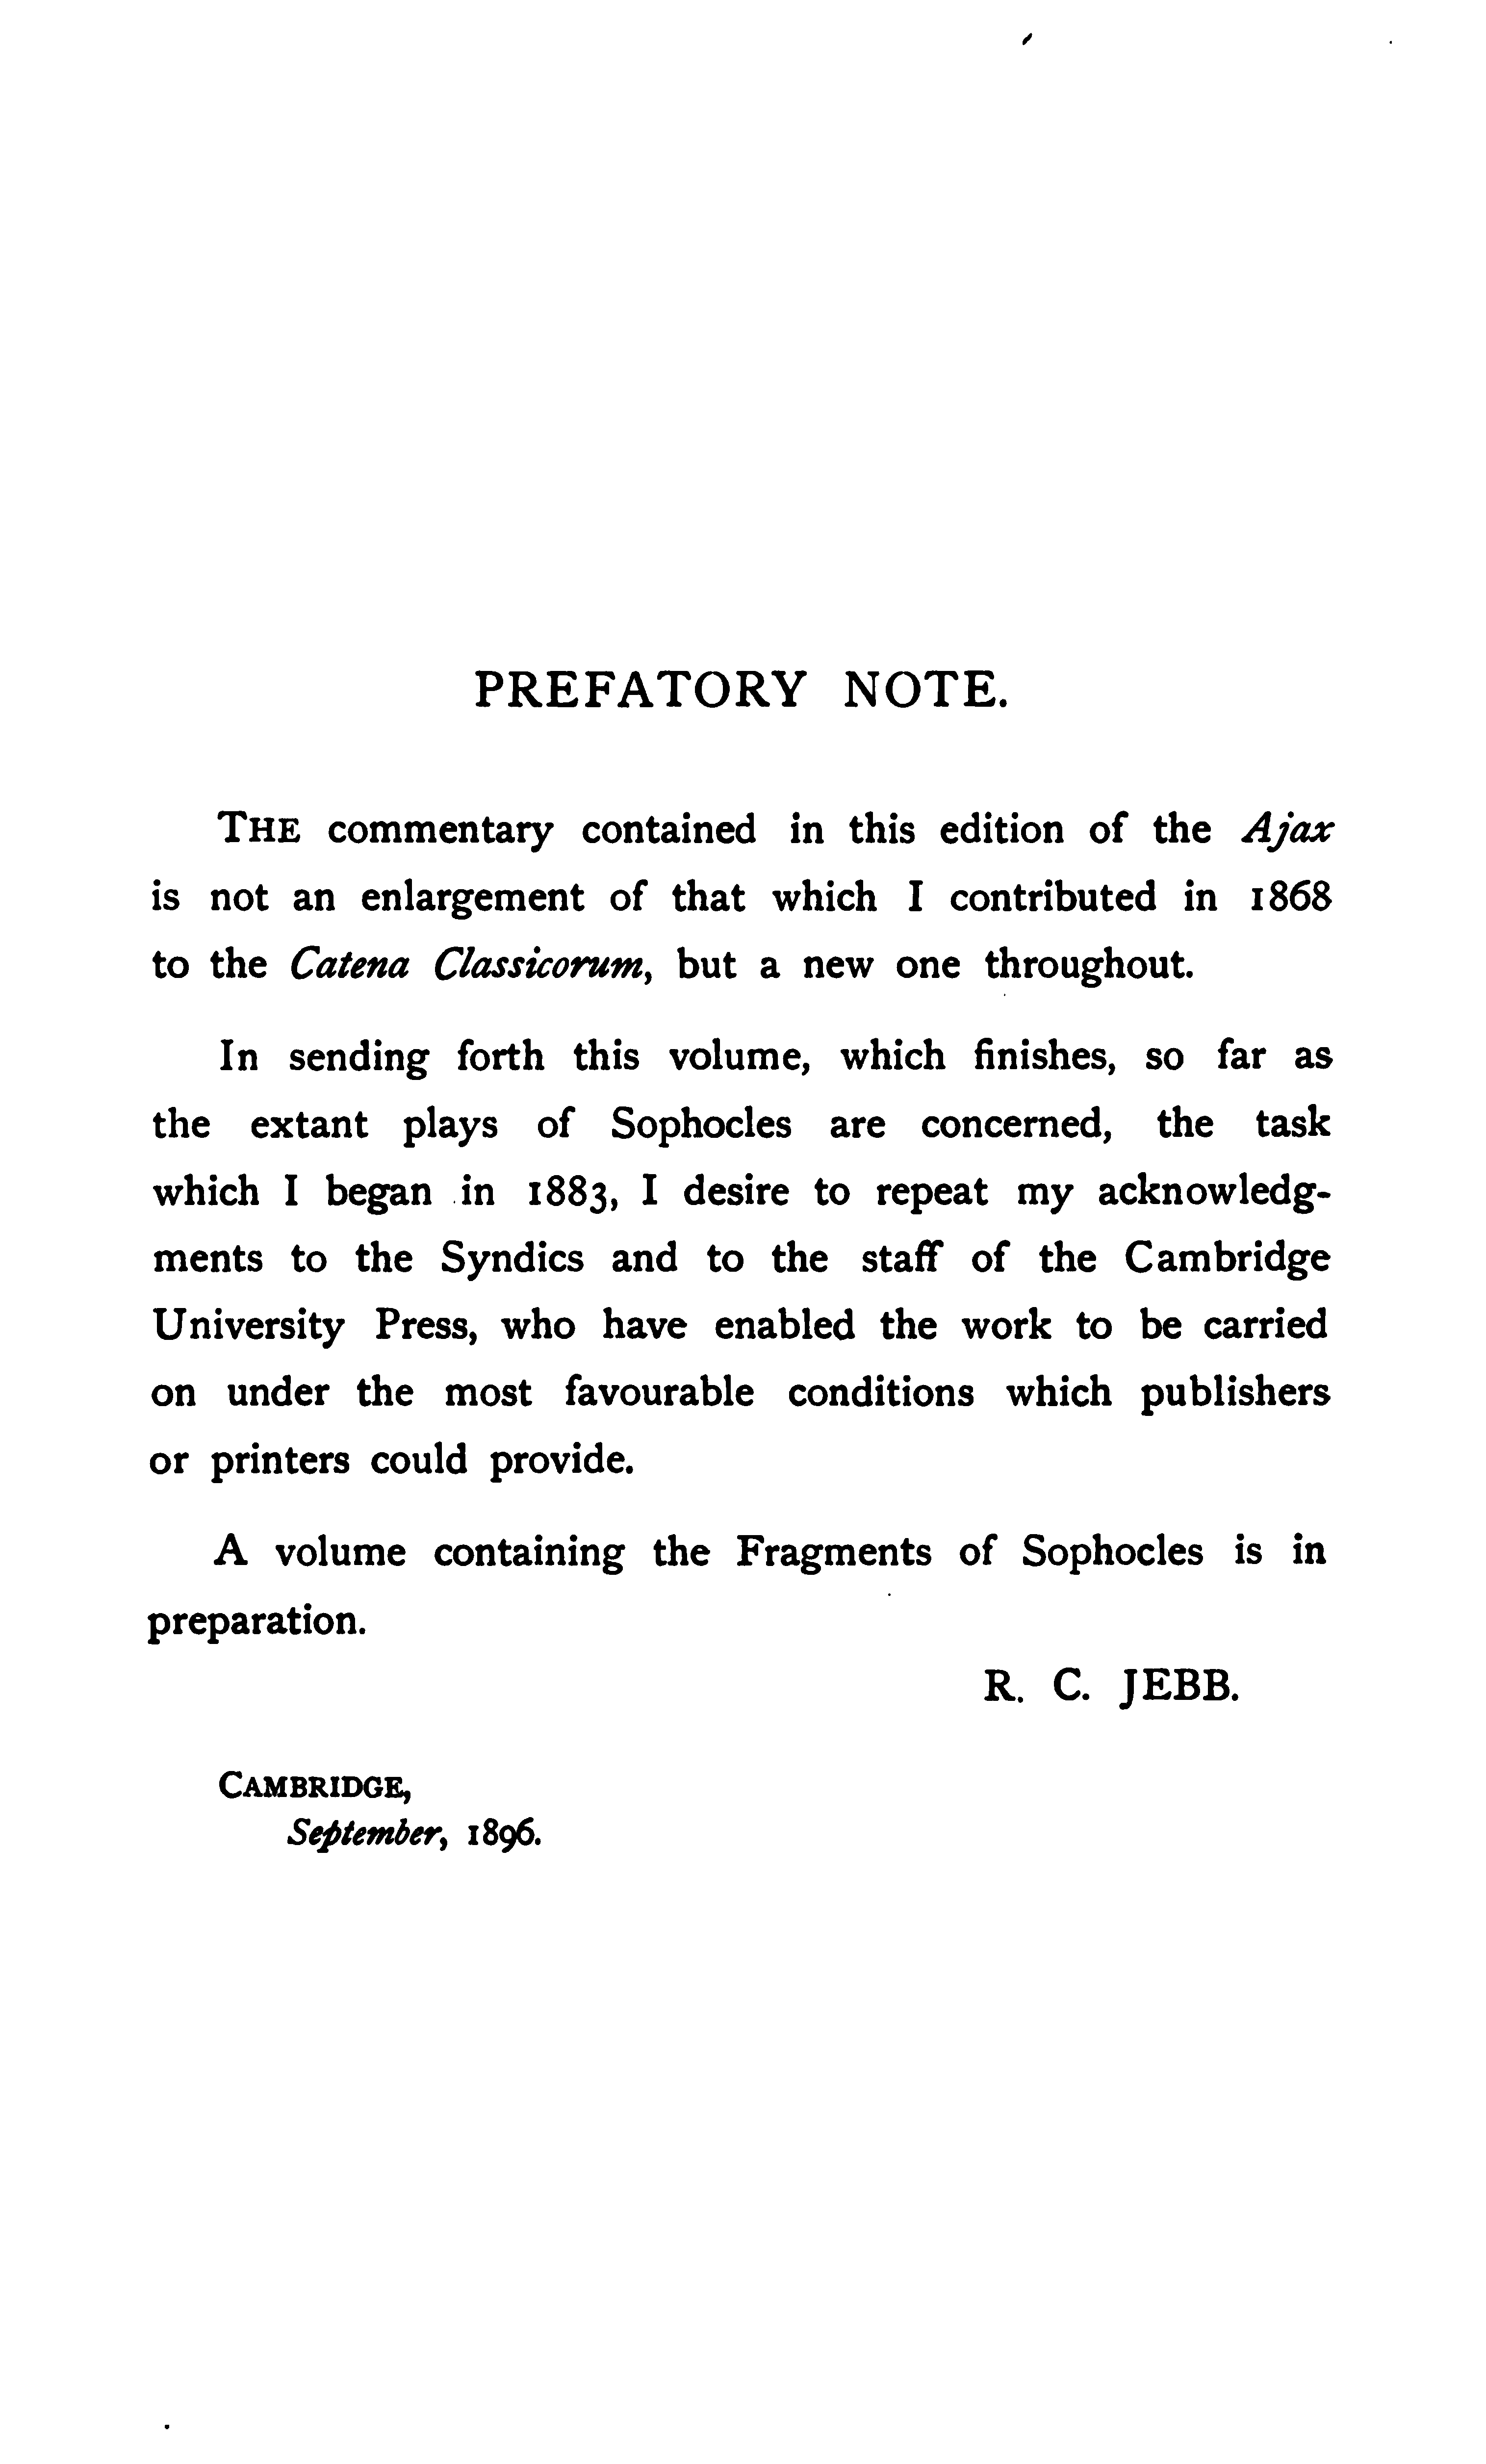 PREFATORY NOTE.
THE commentary contained in this edition of the Ajax
is not an enlargement of that which I contributed in 1868
to the Catena Classicorum, but a new one throughout.
In sending forth this volume, which finishes, so far as
the extant plays of Sophocles are concerned, the task
which I began in 1883, I desire to repeat my acknowledg-
ments to the Syndics and to the staff of the Cambridge
University Press, who have enabled the work to be carried
on under the most favourable conditions which publishers
or printers could provide.
A volume containing the Fragments of Sophocles is in
preparation.
R. C. JEBB.
CAMBRIDGE,
September, 1896.